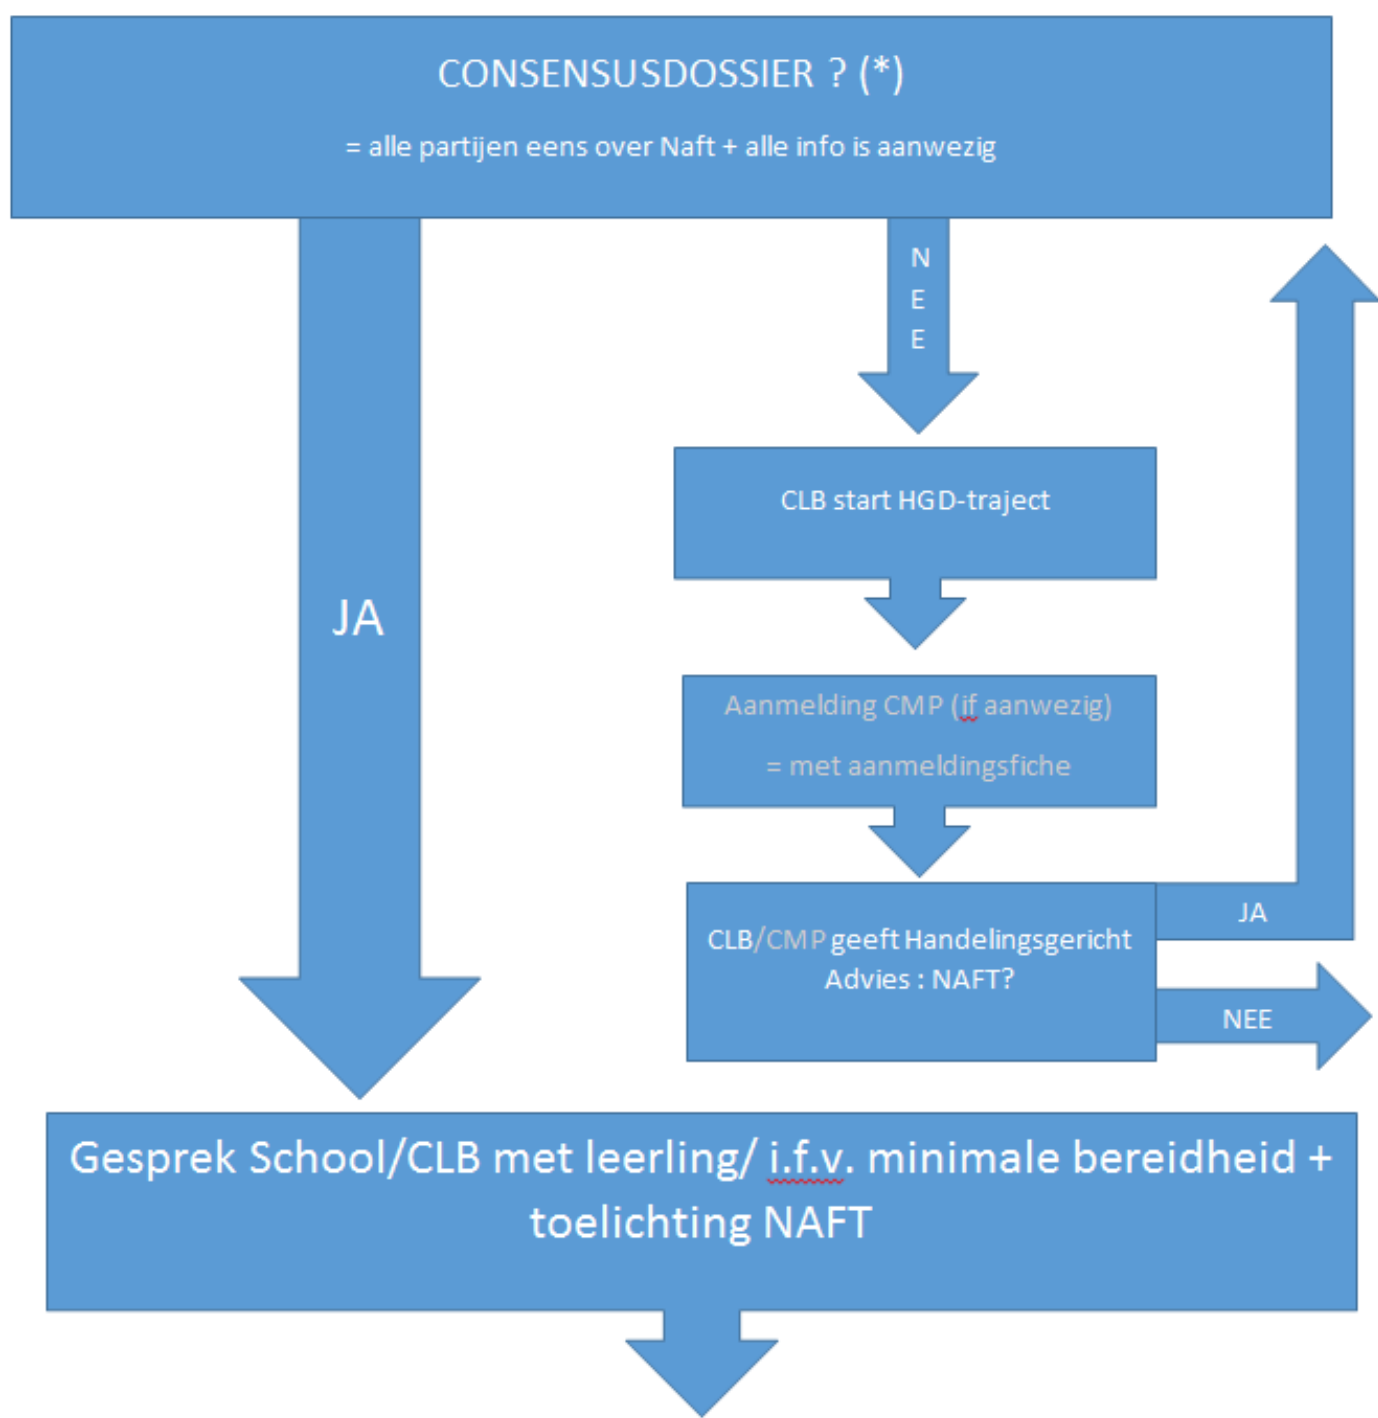 CONSENSUSDOSSIER ? (*)
= alle partijen eens over Naft + alle info is aanwezig
N
E
E
CLB start HGD-traject
JA
Aanmelding CMP (if aanwezig)
= met aanmeldingsfiche
CLB/CMP geeft Handelingsgericht
Advies : NAFT?
JA
NEE
Gesprek School/CLB met leerling/ i.f.v. minimale bereidheid +
toelichting NAFT